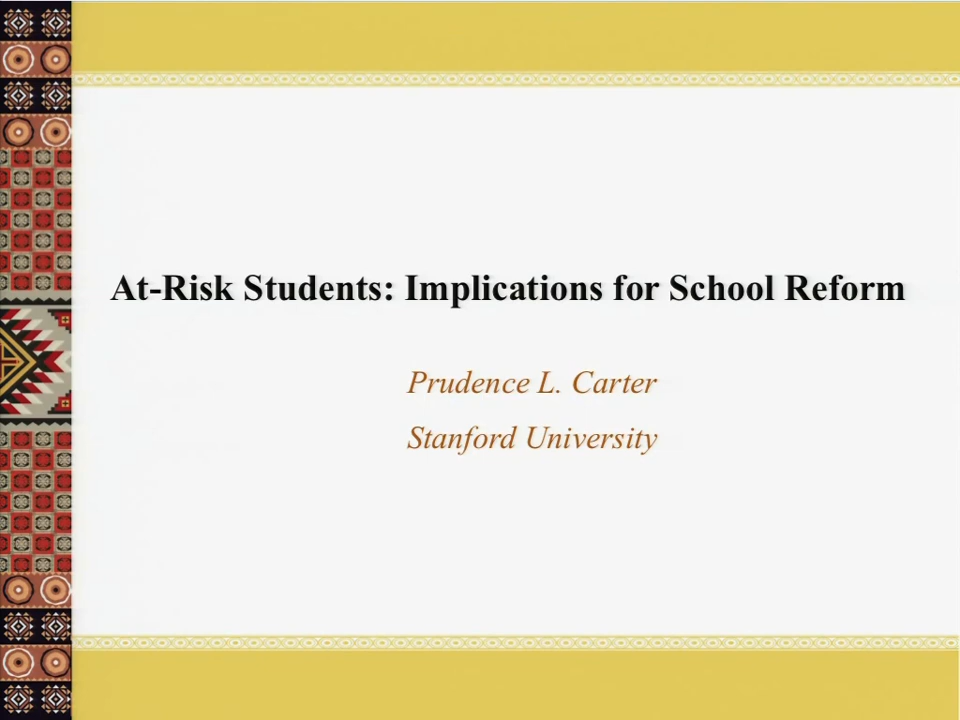 At-Risk Students: Implications for School Reform
Prudence L. Carter
Stanford University